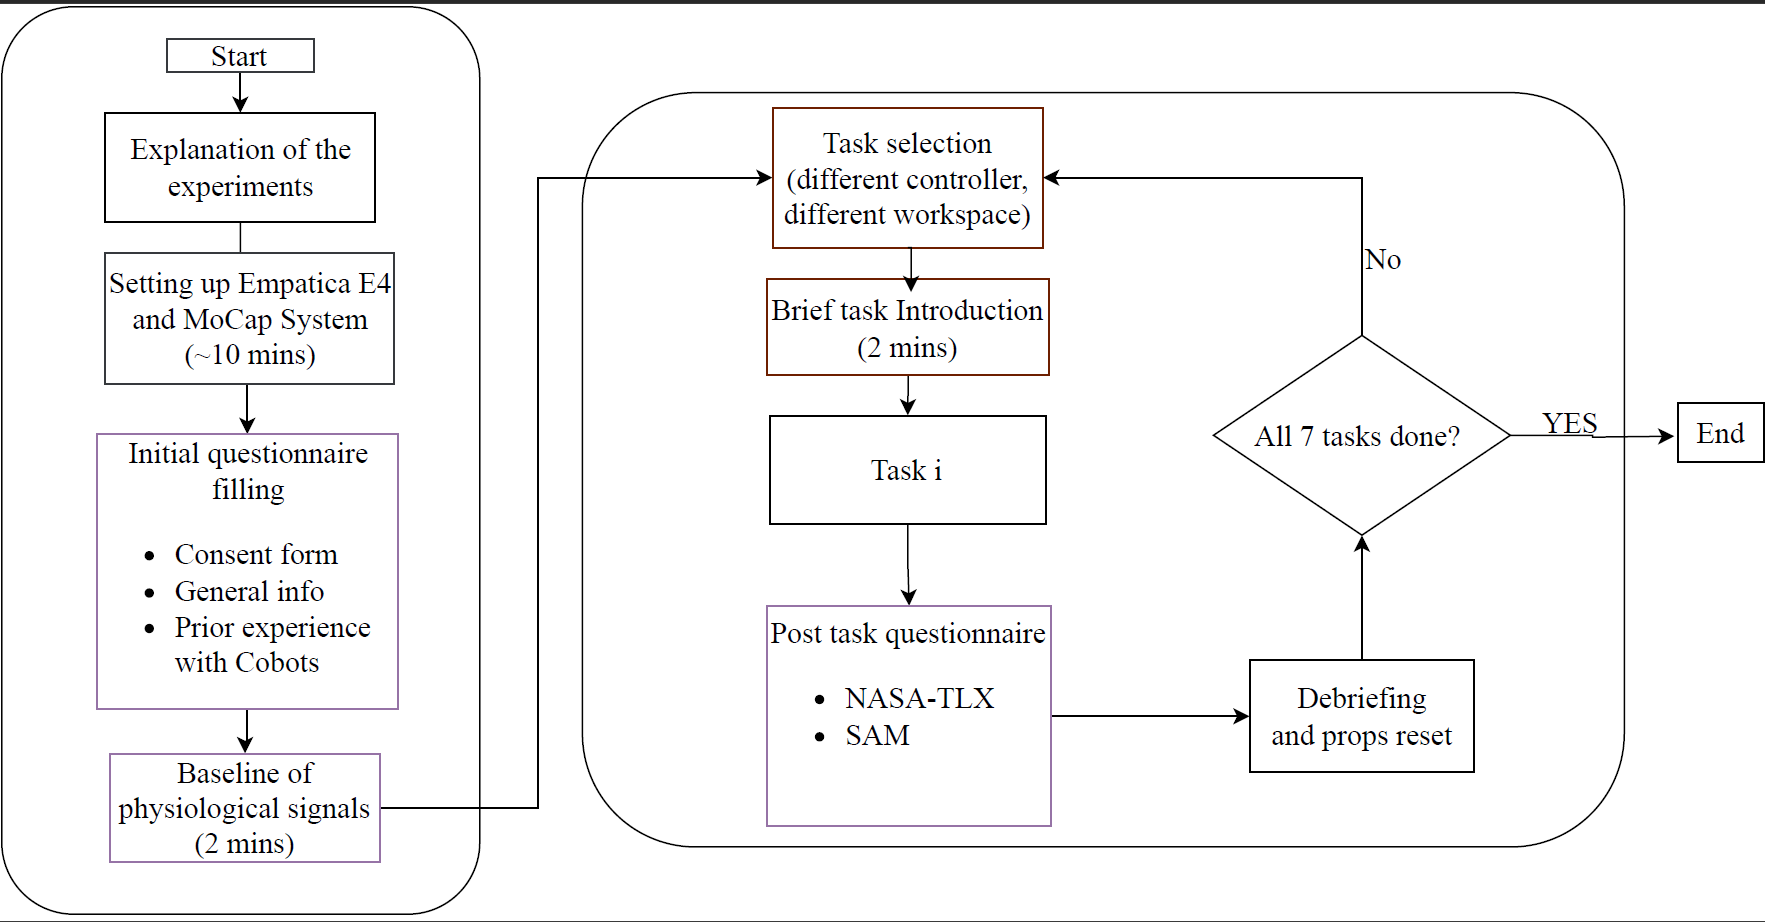 Start
Explanation of the
experiments
Setting up Empatica E4
and MoCap System
(~10 mins)
Initial questionnaire
filling
• Consent form
• General info
• Prior experience
with Cobots
Baseline of
physiological signals
(2 mins)
Task selection
(different controller,
different workspace)
Brief task Introduction
(2 mins)
Task i
Post task questionnaire
• NASA-TLX
• SAM
Debriefing
and props reset
All 7 tasks done?
No
YES
End